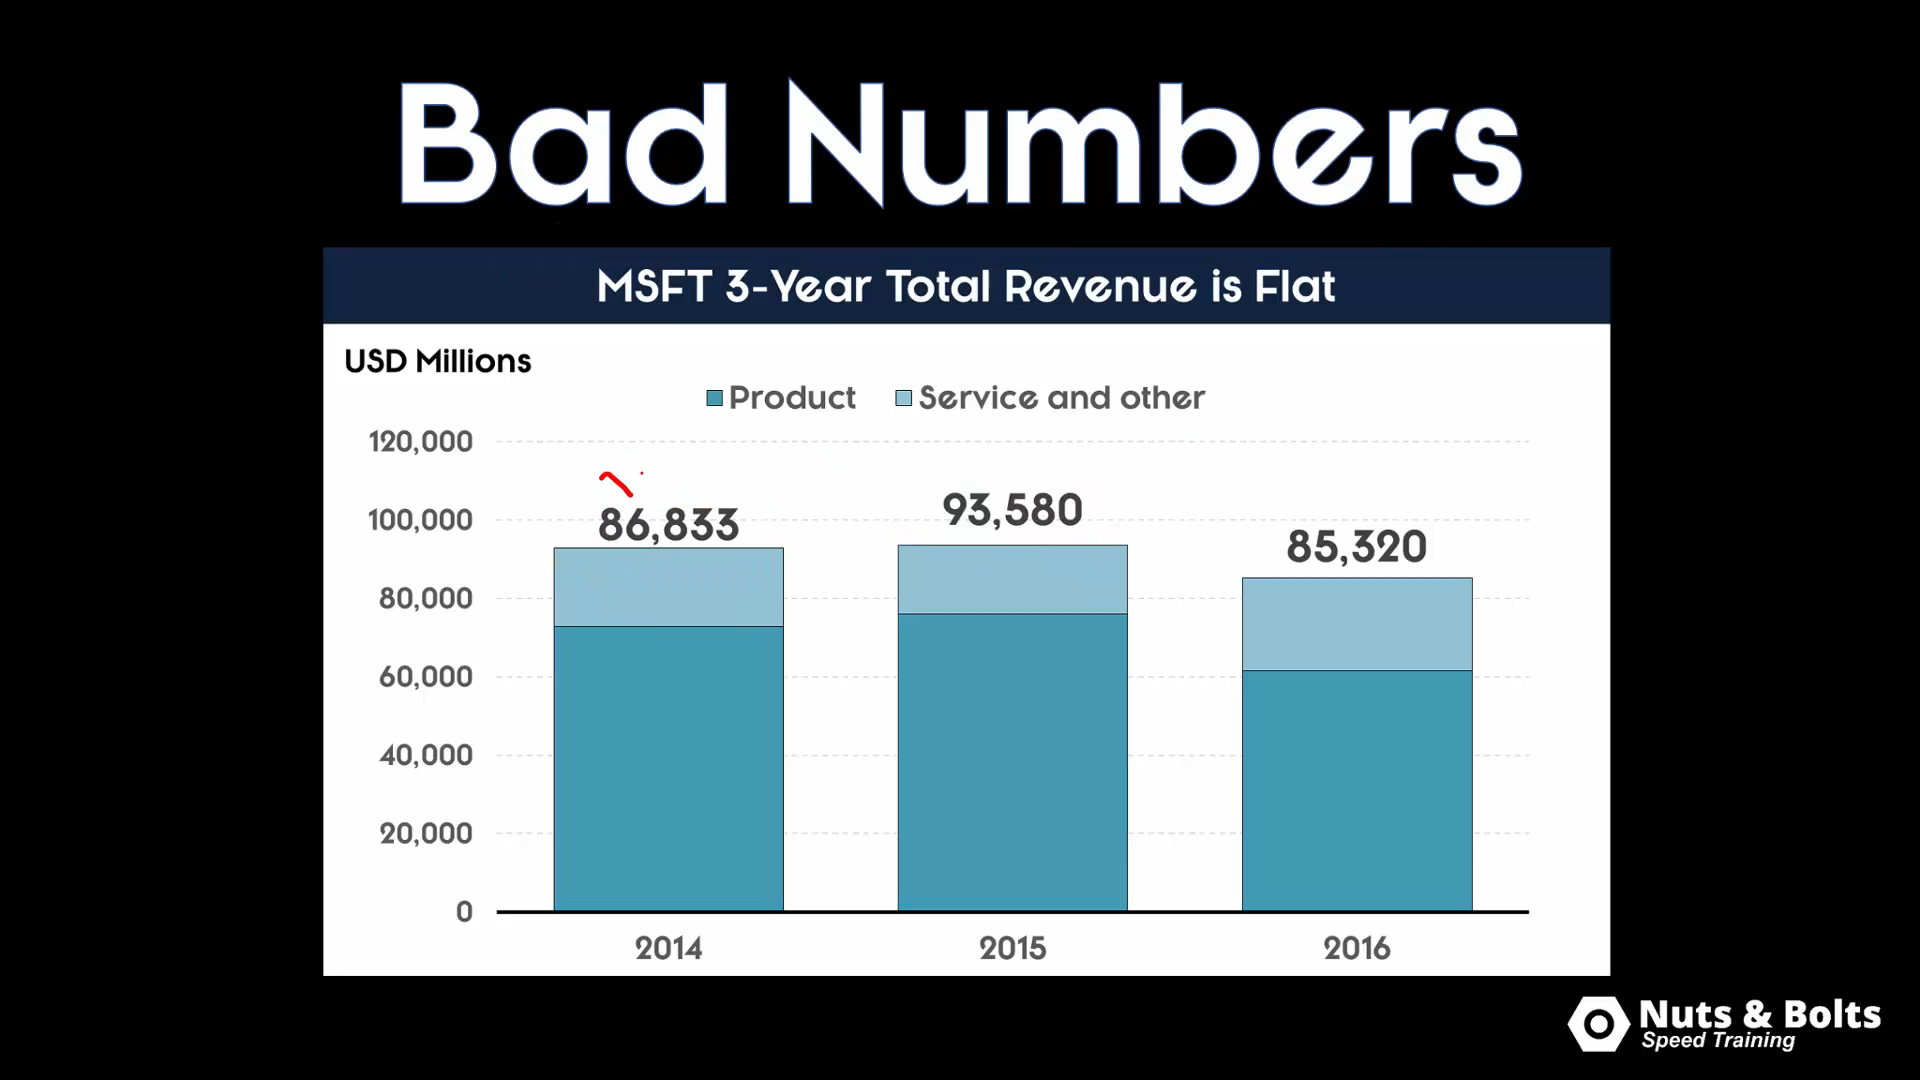 Bad Numbers
MSFT 3-Year Total Revenue is Flat
USD Millions
Product Service and other
120,000
100,000
80,000
60,000
40,000
20,000
0
86,833
93,580
85,320
2014 2015 2016
Nuts & Bolts
Speed Training